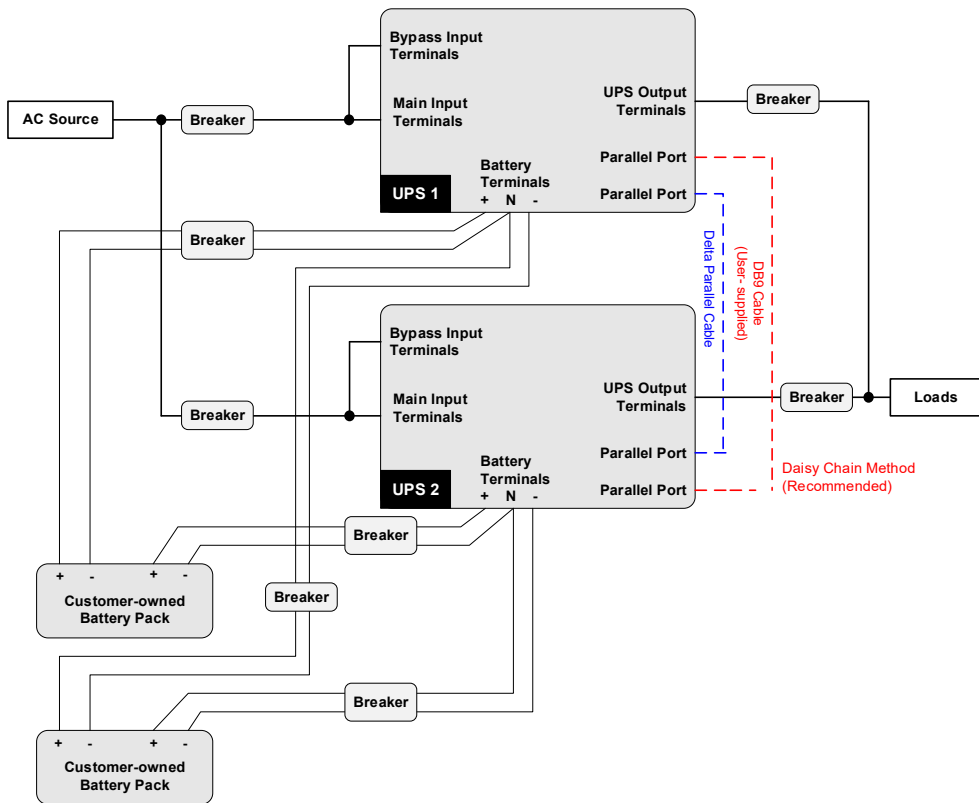 Bypass Input
Terminals
AC Source
Breaker
Main Input
Terminals
UPS Output
Terminals
Breaker
Parallel Port
Battery
Terminals
+ N -
Parallel Port
UPS 1
Breaker
Delta Parallel Cable
DB9 Cable
(User- supplied)
Bypass Input
Terminals
Breaker
Main Input
Terminals
UPS Output
Terminals
Breaker
Loads
Parallel Port
Battery
Terminals
+ N -
Parallel Port
UPS 2
Daisy Chain Method
(Recommended)
Breaker
+ - + -
Customer-owned
Battery Pack
Breaker
Breaker
+ - + -
Customer-owned
Battery Pack